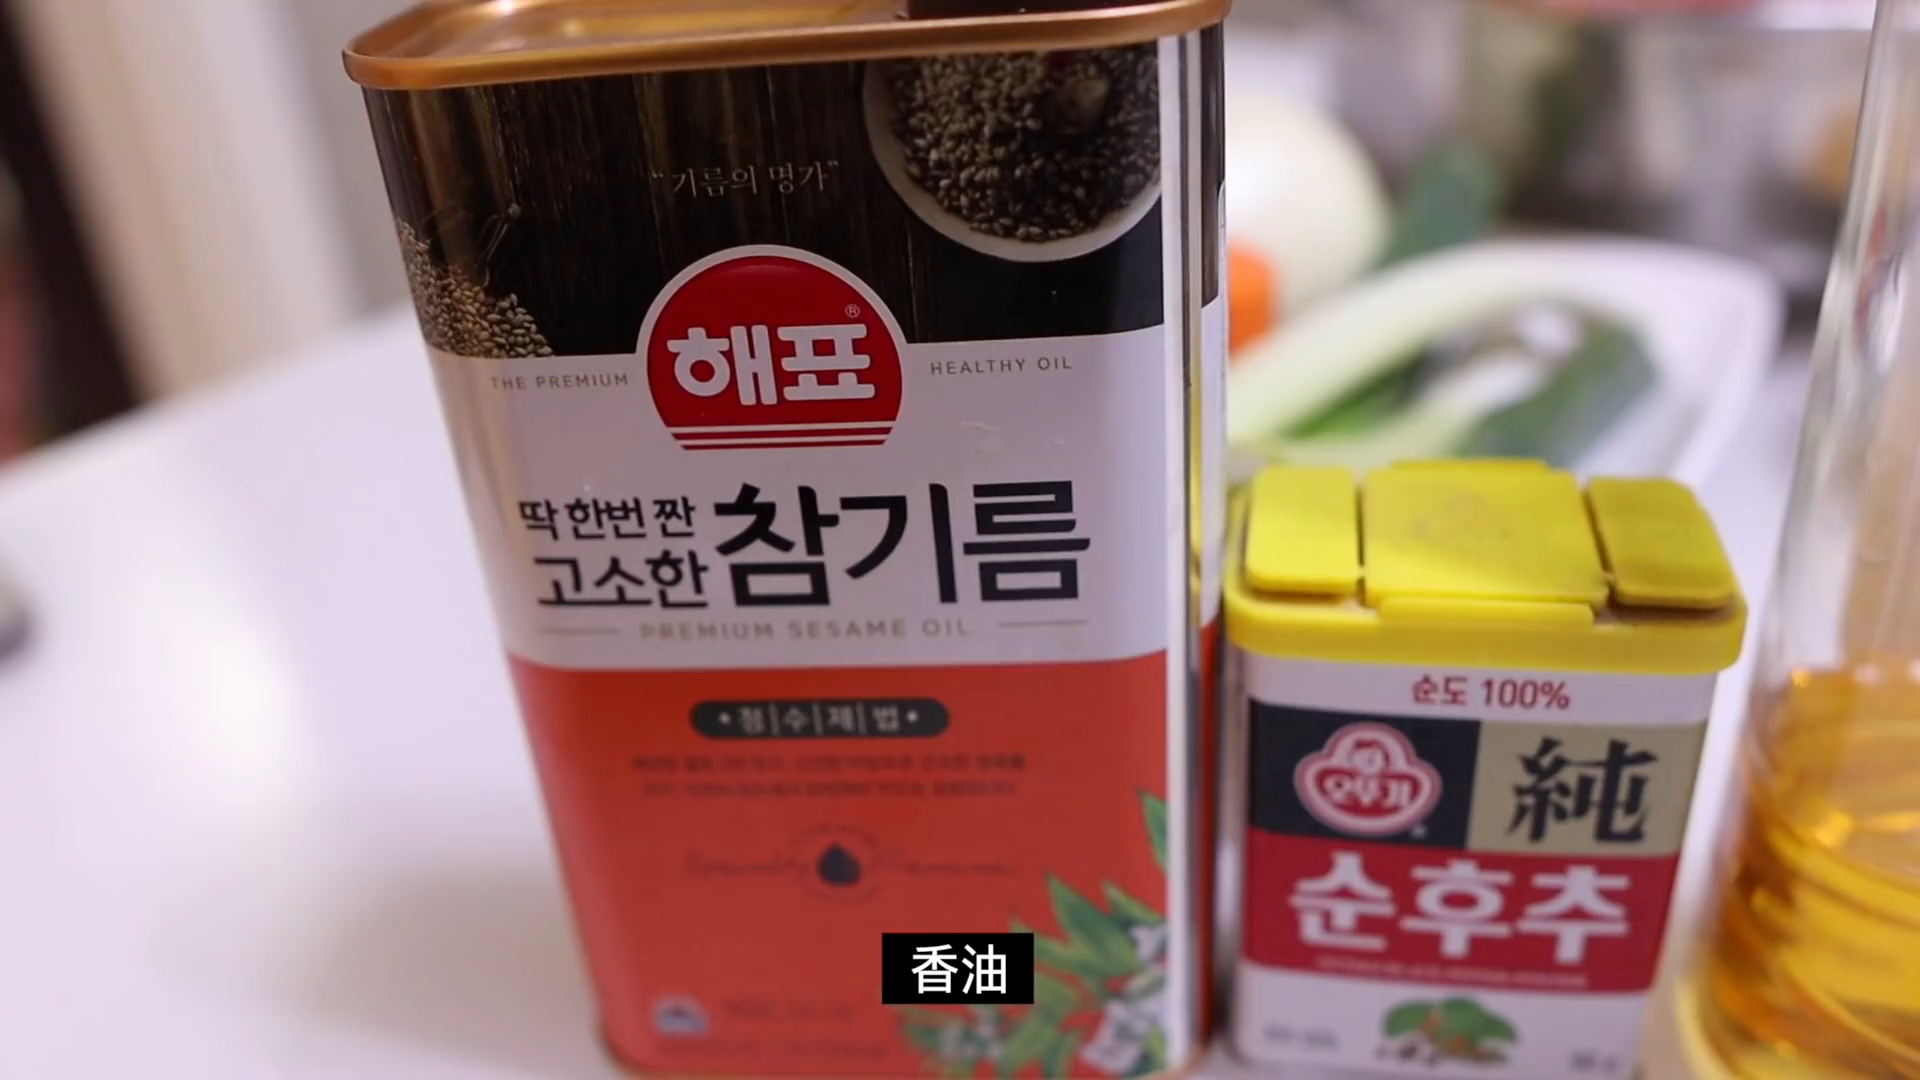 “기름의 명가”
해표®
THE PREMIUM
HEALTHY OIL
딱 한번 짠
고소한
참기름
PREMIUM SESAME OIL
순도 100%
오뚜기
純
순후추
香油